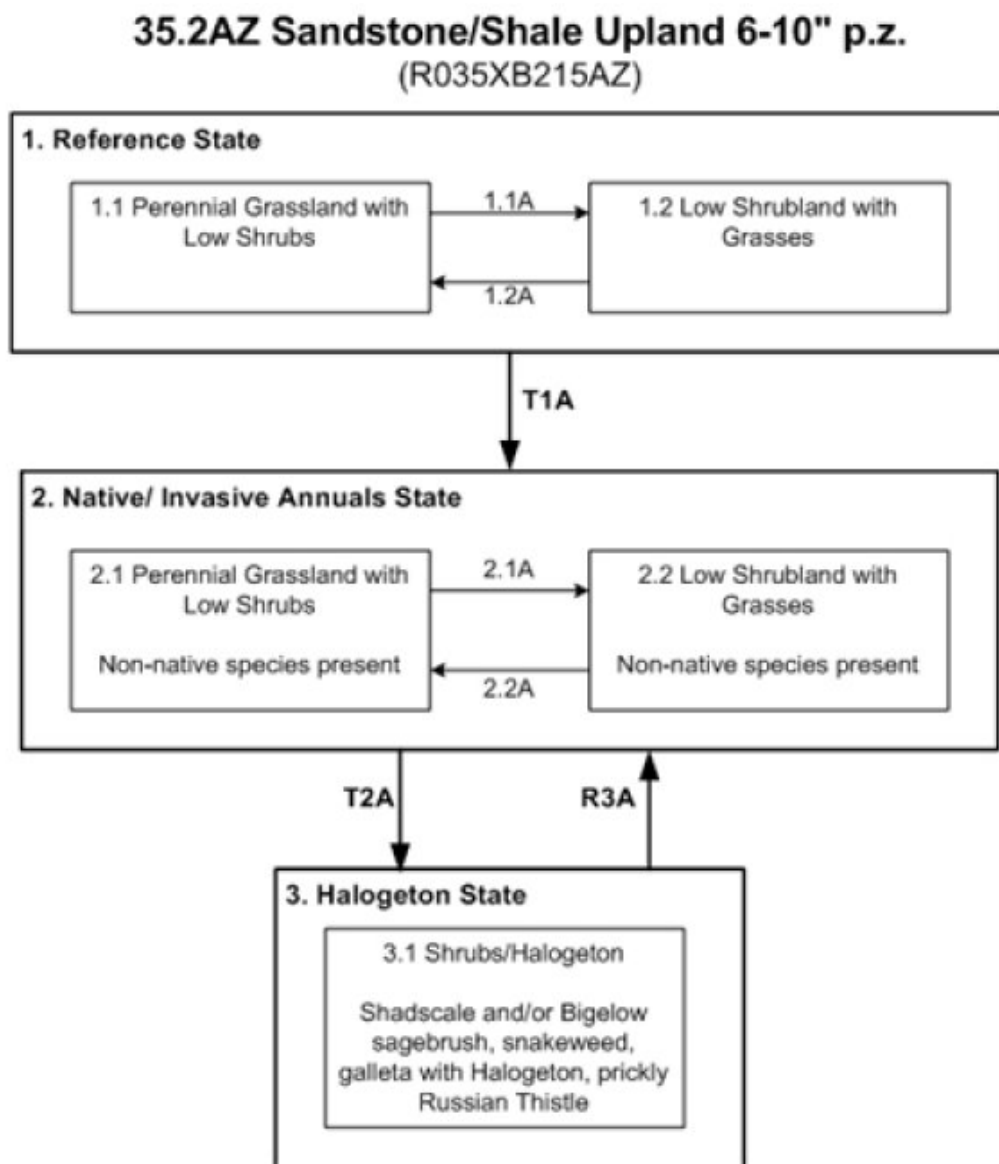 35.2AZ Sandstone/Shale Upland 6-10" p.z.
(R035XB215AZ)
1. Reference State
1.1 Perennial Grassland with
Low Shrubs
1.1A
1.2A
1.2 Low Shrubland with
Grasses
T1A
2. Native/ Invasive Annuals State
2.1 Perennial Grassland with
Low Shrubs
Non-native species present
2.1A
2.2A
2.2 Low Shrubland with
Grasses
Non-native species present
T2A
R3A
3. Halogeton State
3.1 Shrubs/Halogeton
Shadscale and/or Bigelow
sagebrush, snakeweed,
galleta with Halogeton, prickly
Russian Thistle